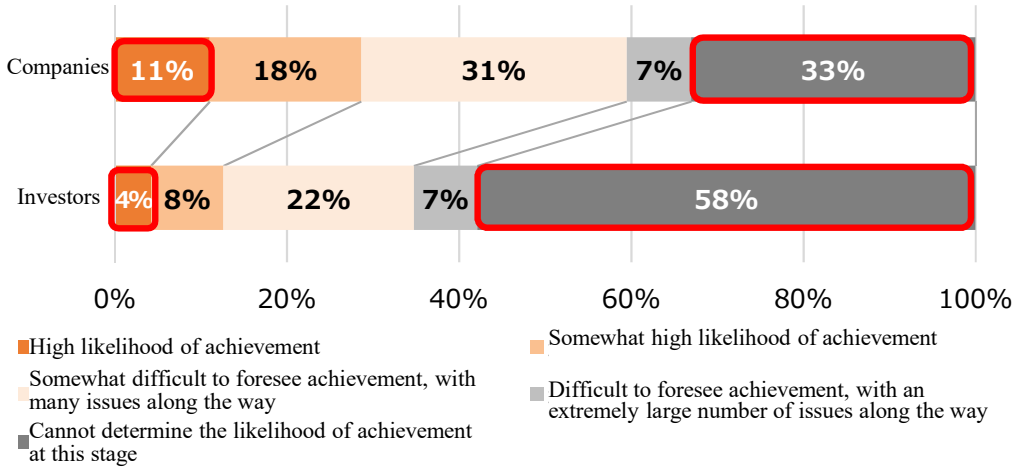 Companies
11%
18%
31%
7%
33%
Investors
4%
8%
22%
7%
58%
0%
20%
40%
60%
80%
100%
High likelihood of achievement
Somewhat high likelihood of achievement
Somewhat difficult to foresee achievement, with
many issues along the way
Difficult to foresee achievement, with an
extremely large number of issues along the way
Cannot determine the likelihood of achievement
at this stage